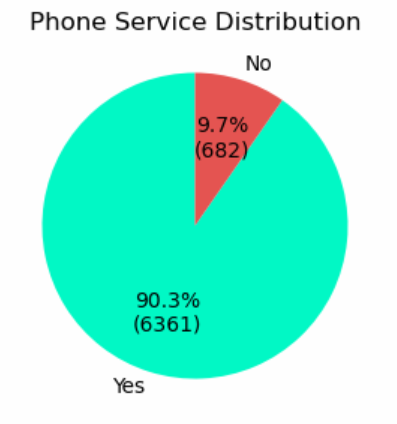 Phone Service Distribution
No
9.7%
(682)
90.3%
(6361)
Yes